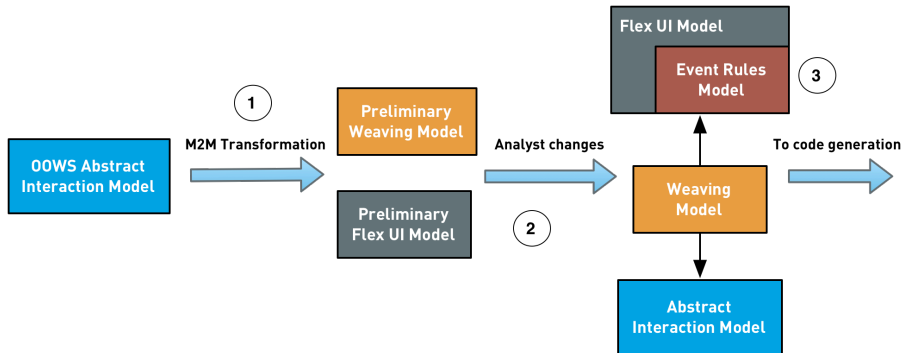 OOWS Abstract
Interaction Model
1
M2M Transformation
Preliminary
Weaving Model
Preliminary
Flex UI Model
Analyst changes
2
Flex UI Model
Event Rules
Model
3
Weaving
Model
Abstract
Interaction Model
To code generation